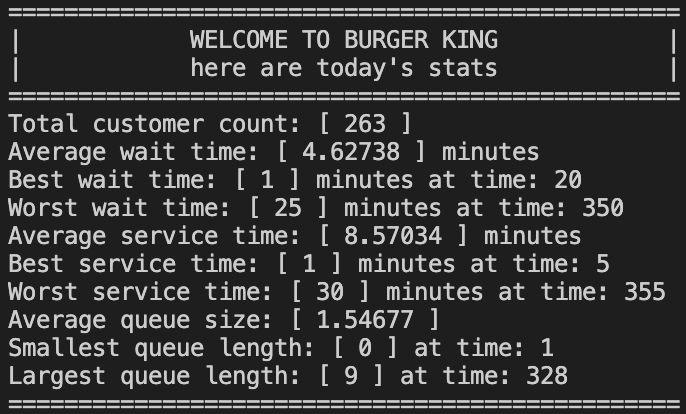 ================================================
| WELCOME TO BURGER KING |
| here are today's stats |
================================================
Total customer count: [ 263 ]
Average wait time: [ 4.62738 ] minutes
Best wait time: [ 1 ] minutes at time: 20
Worst wait time: [ 25 ] minutes at time: 350
Average service time: [ 8.57034 ] minutes
Best service time: [ 1 ] minutes at time: 5
Worst service time: [ 30 ] minutes at time: 355
Average queue size: [ 1.54677 ]
Smallest queue length: [ 0 ] at time: 1
Largest queue length: [ 9 ] at time: 328
================================================